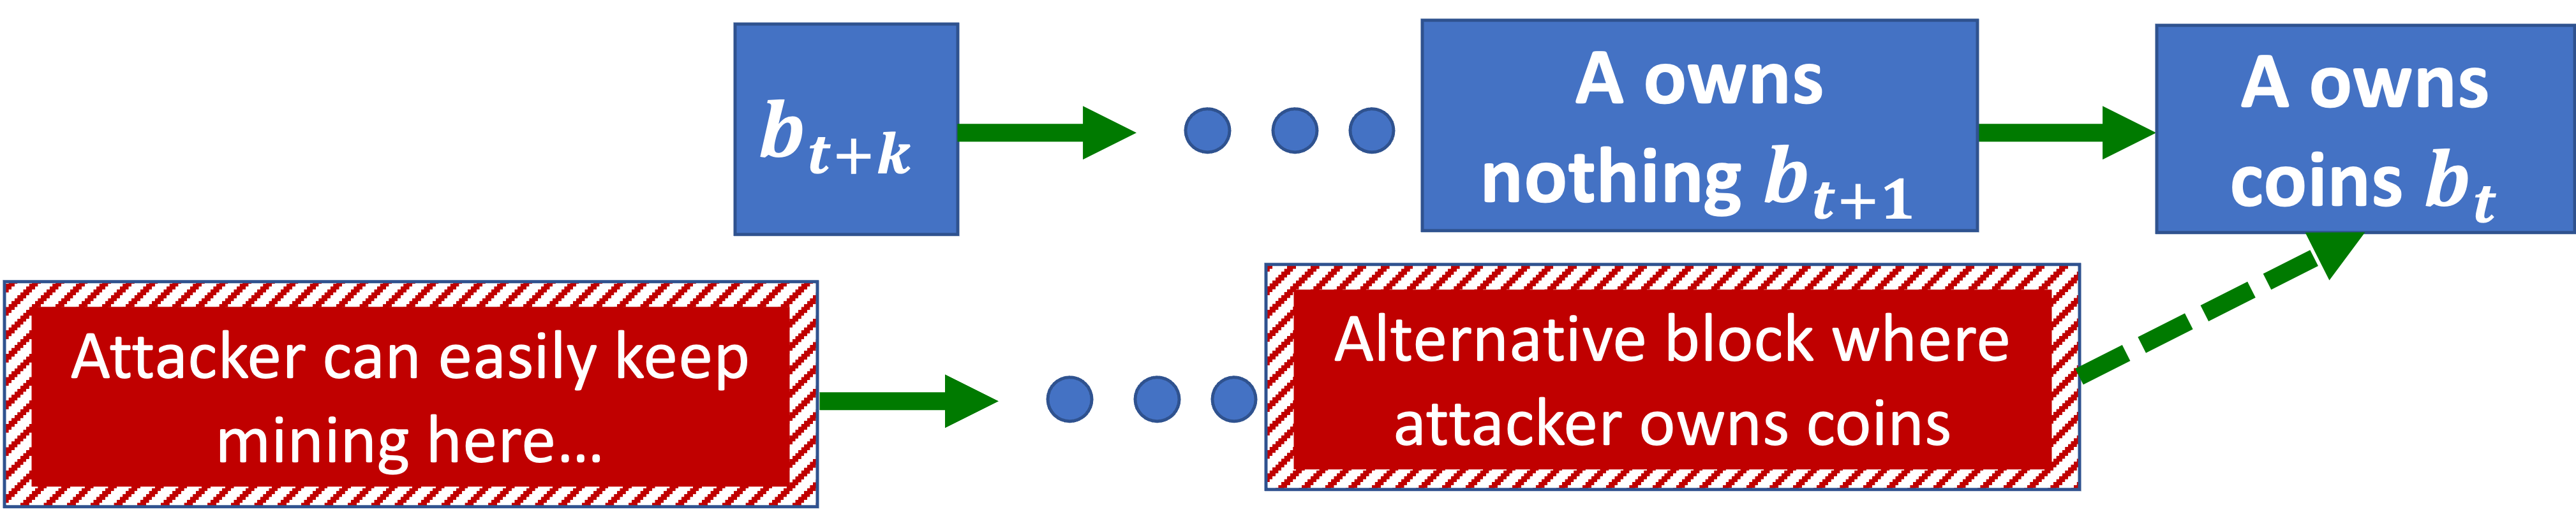 b_{t+k}
A owns
nothing b_{t+1}
A owns
coins b_t
Attacker can easily keep
mining here...
Alternative block where
attacker owns coins